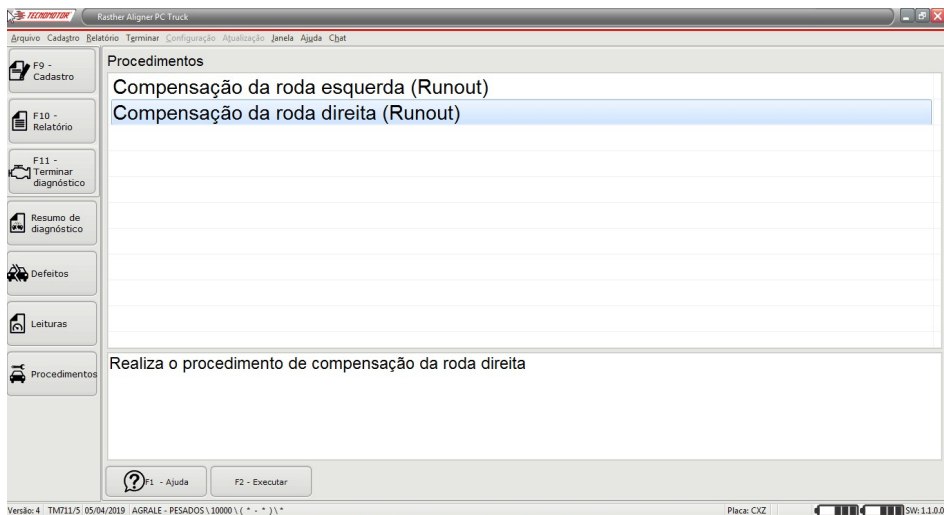 TECNOMOTOR
Rasther Aligner PC Truck
Arquivo Cadastro Relatório Terminar Configuração Atualização Janela Ajuda Chat
F9 -
Cadastro
F10 -
Relatório
F11 -
Terminar
diagnóstico
Resumo de
diagnóstico
Defeitos
Leituras
Procedimentos
Procedimentos
Compensação da roda esquerda (Runout)
Compensação da roda direita (Runout)
Realiza o procedimento de compensação da roda direita
F1 - Ajuda
F2 - Executar
Versão: 4 TM711/5 05/04/2019 AGRALE - PESADOS \ 10000 \ ( * - * ) \ * Placa: CXZ SW: 1.1.0.0